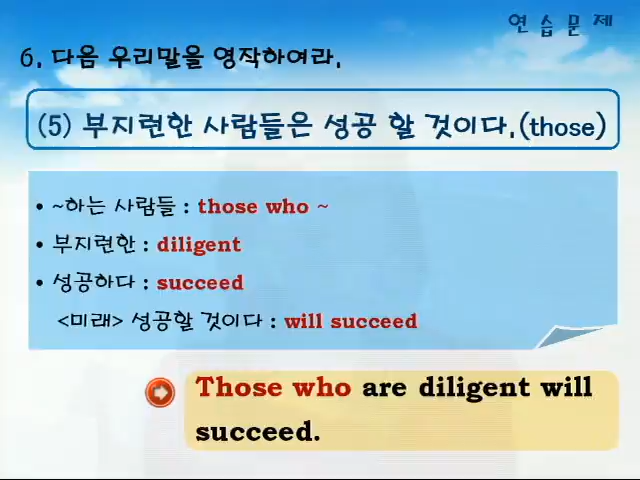 연습문제
6. 다음 우리말을 영작하여라.
(5) 부지런한 사람들은 성공 할 것이다.(those)
• ~하는 사람들 : those who ~
• 부지런한 : diligent
• 성공하다 : succeed
<미래> 성공할 것이다 : will succeed
Those who are diligent will
succeed.